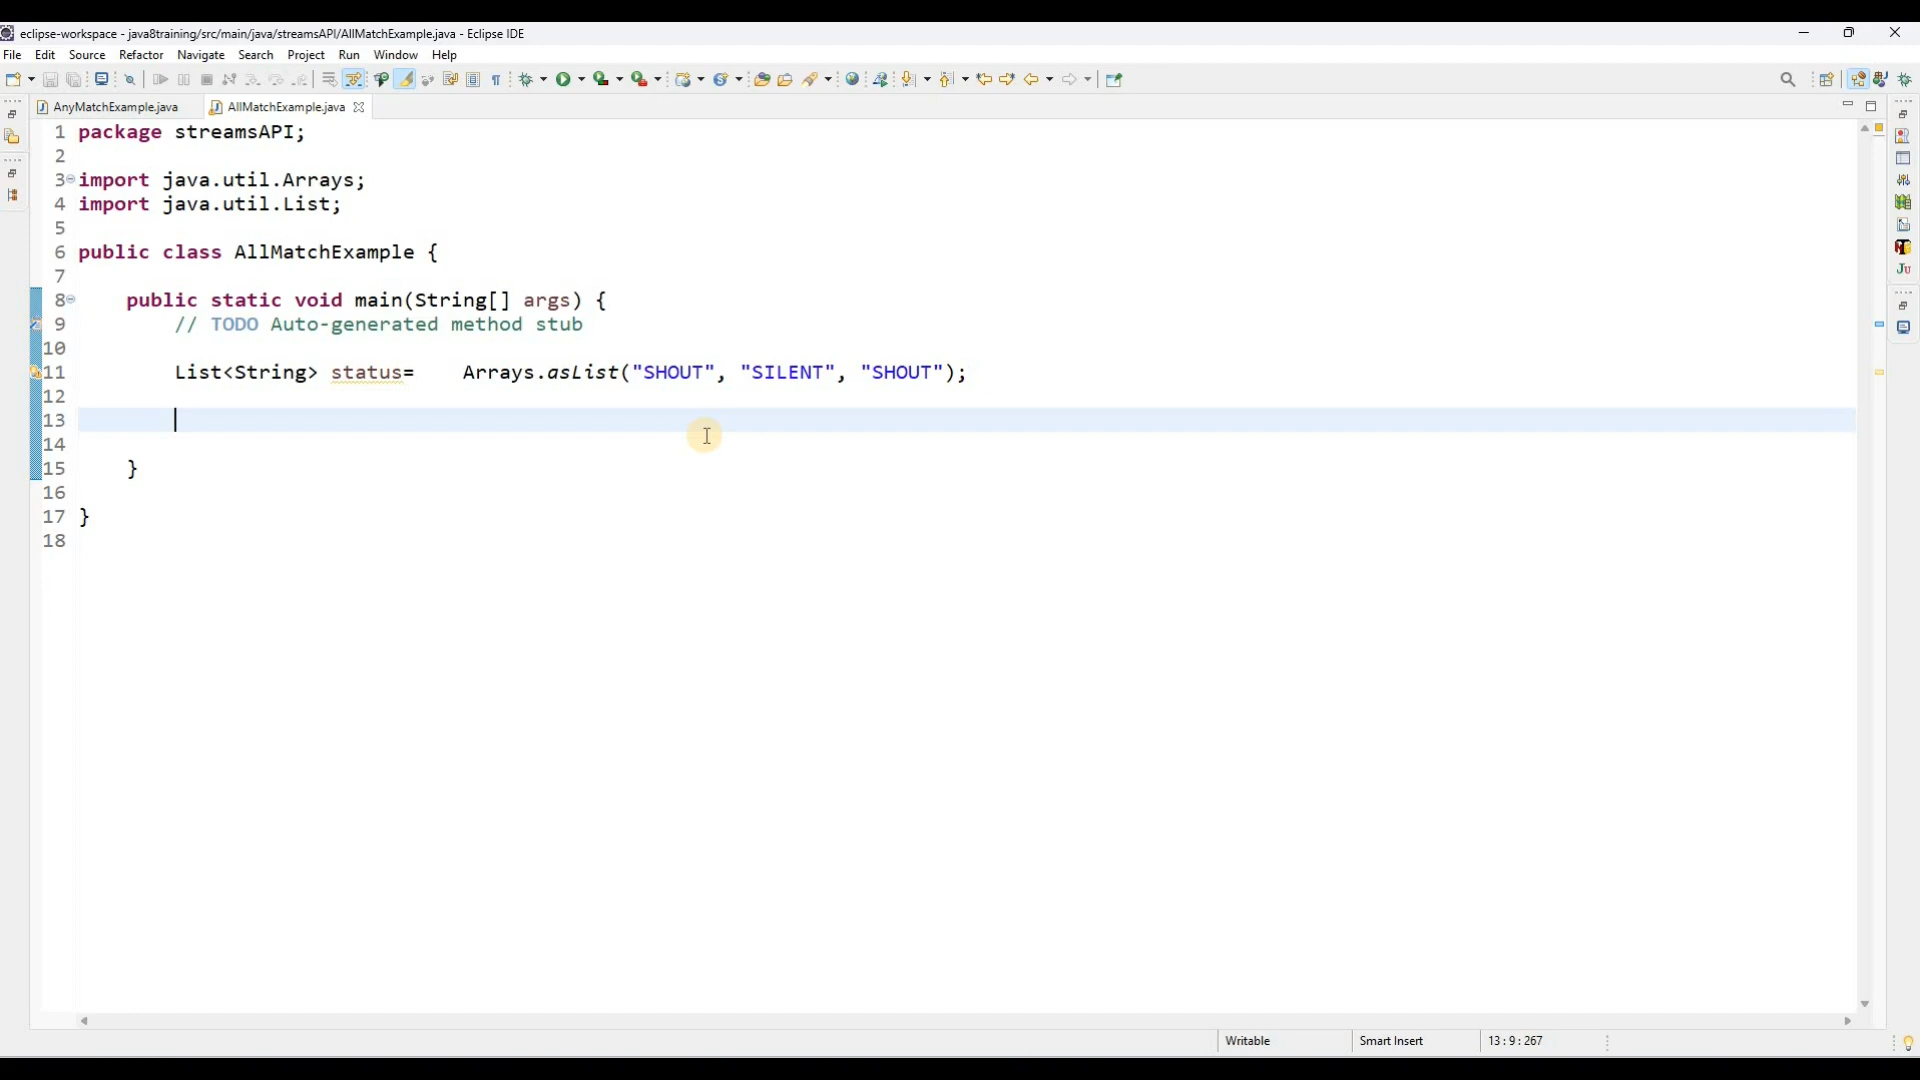 eclipse-workspace - java8training/src/main/java/streamsAPI/AllMatchExample.java - Eclipse IDE
File Edit Source Refactor Navigate Search Project Run Window Help
AnyMatchExample.java AllMatchExample.java
1 package streamsAPI;
2
3 import java.util.Arrays;
4 import java.util.List;
5
6 public class AllMatchExample {
7
8 public static void main(String[] args) {
9 // TODO Auto-generated method stub
10
11 List<String> status= Arrays.asList("SHOUT", "SILENT", "SHOUT");
12
13
14
15 }
16
17 }
18
Writable Smart Insert 13 : 9 : 267